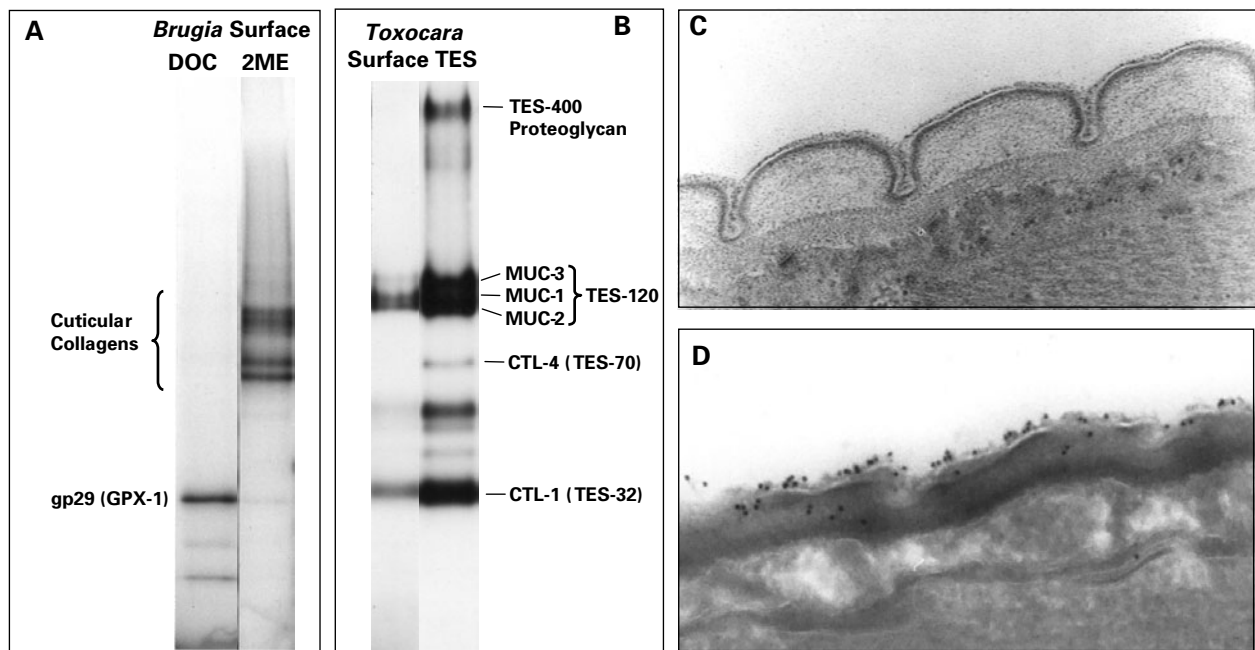 A
Brugia Surface
DOC 2ME
Cuticular
Collagens
gp29 (GPX-1)
B
Toxocara
Surface TES
TES-400
Proteoglycan
MUC-3
MUC-1
MUC-2
TES-120
CTL-4 (TES-70)
CTL-1 (TES-32)
C
D